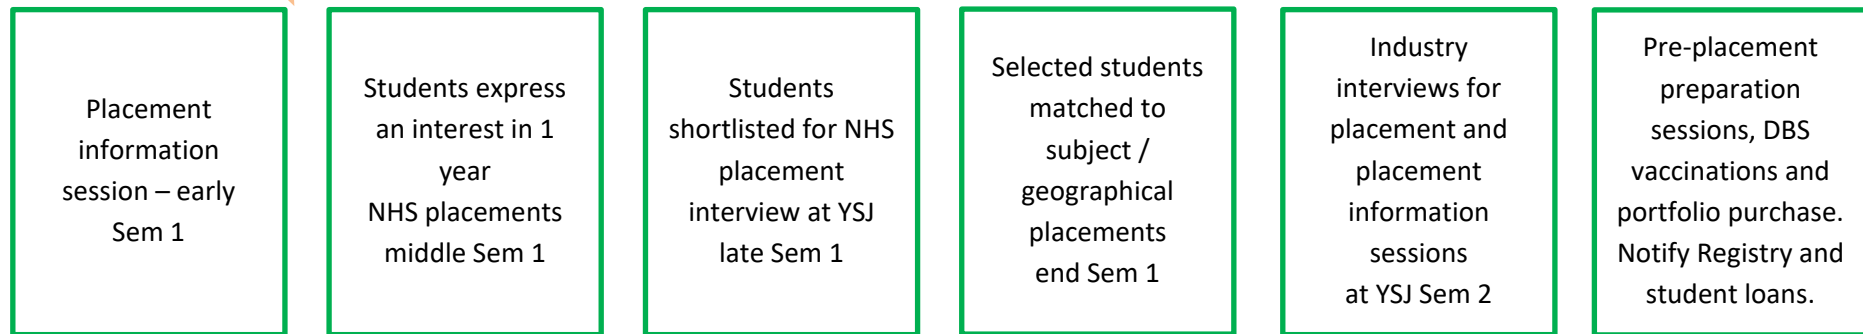 Placement
information
session – early
Sem 1
Students express
an interest in 1
year
NHS placements
middle Sem 1
Students
shortlisted for NHS
placement
interview at YSJ
late Sem 1
Selected students
matched to
subject /
geographical
placements
end Sem 1
Industry
interviews for
placement and
placement
information
sessions
at YSJ Sem 2
Pre-placement
preparation
sessions, DBS
vaccinations and
portfolio purchase.
Notify Registry and
student loans.